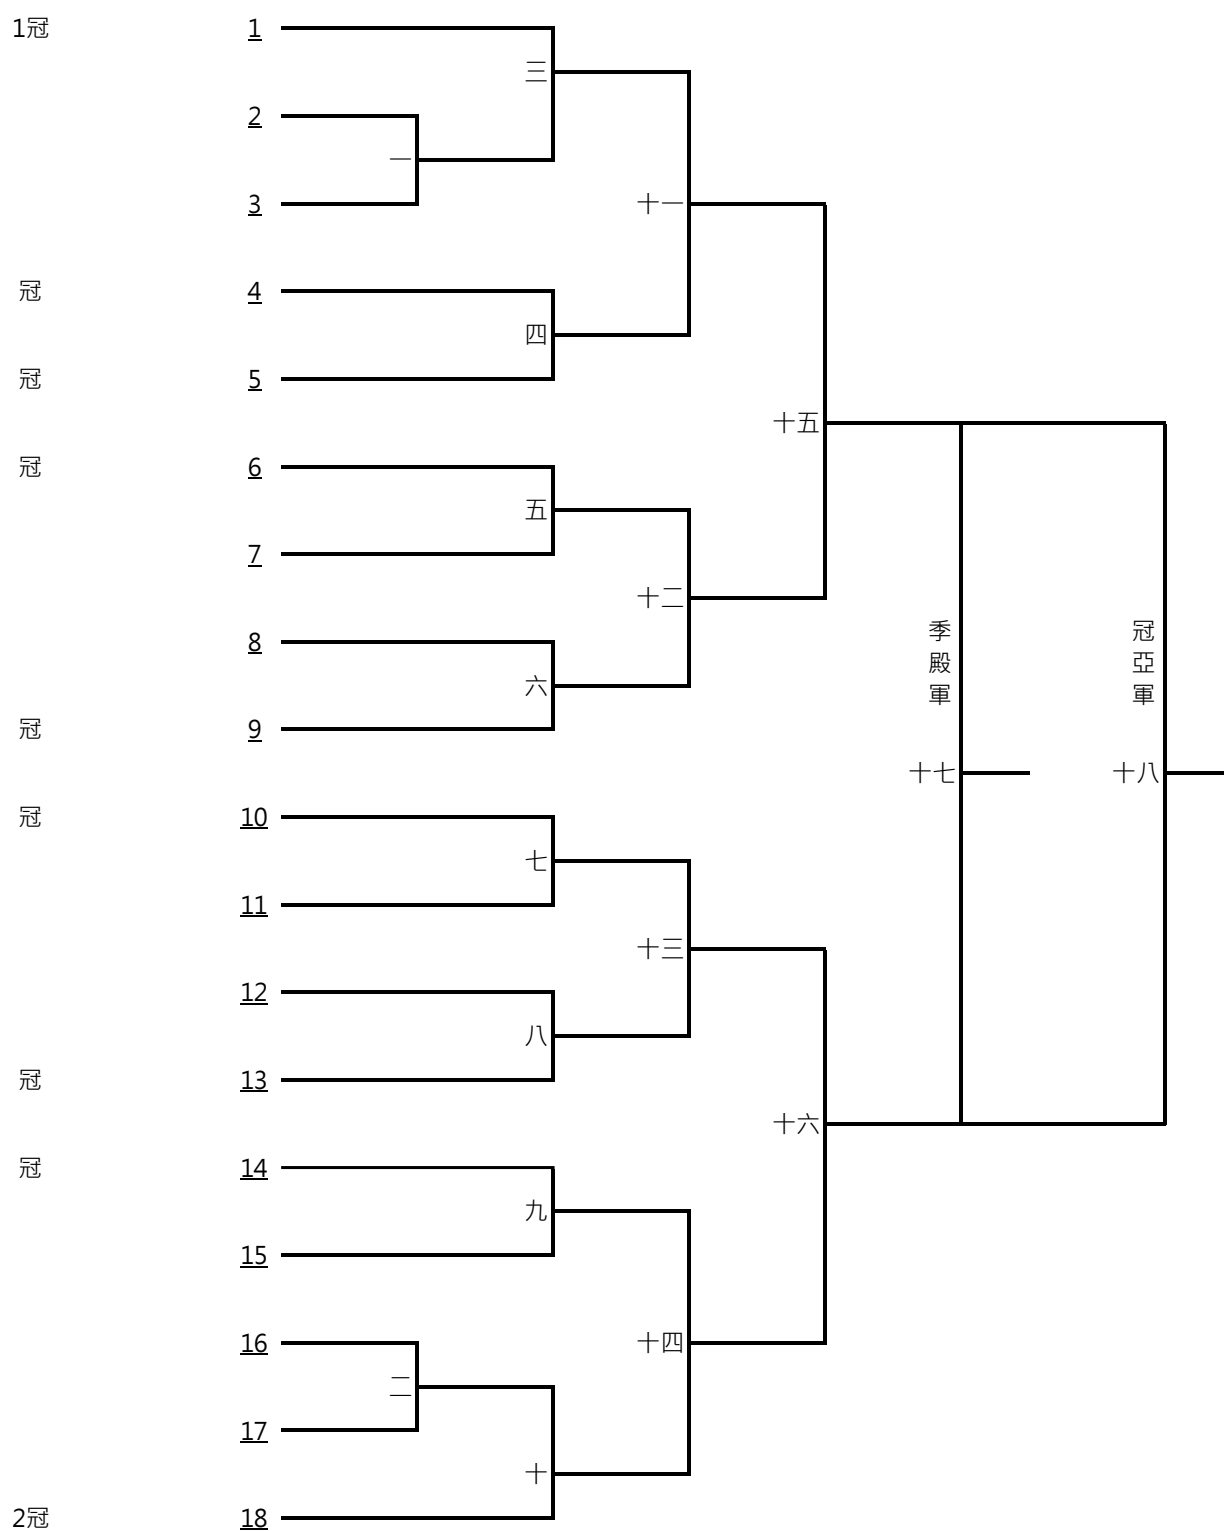 1冠 1
三
2
一
3
十一
冠 4
四
冠 5
十五
冠 6
五
7
十二
季殿軍
冠亞軍
8
六
冠 9
十七
十八
冠 10
七
11
十三
12
八
冠 13
十六
冠 14
九
15
十四
16
二
17
十
2冠 18